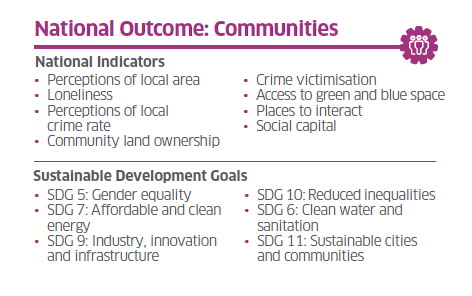 National Outcome: Communities
National Indicators
• Perceptions of local area
• Loneliness
• Perceptions of local
crime rate
• Community land ownership
• Crime victimisation
• Access to green and blue space
• Places to interact
• Social capital
Sustainable Development Goals
• SDG 5: Gender equality
• SDG 7: Affordable and clean
energy
• SDG 9: Industry, innovation
and infrastructure
• SDG 10: Reduced inequalities
• SDG 6: Clean water and
sanitation
• SDG 11: Sustainable cities
and communities